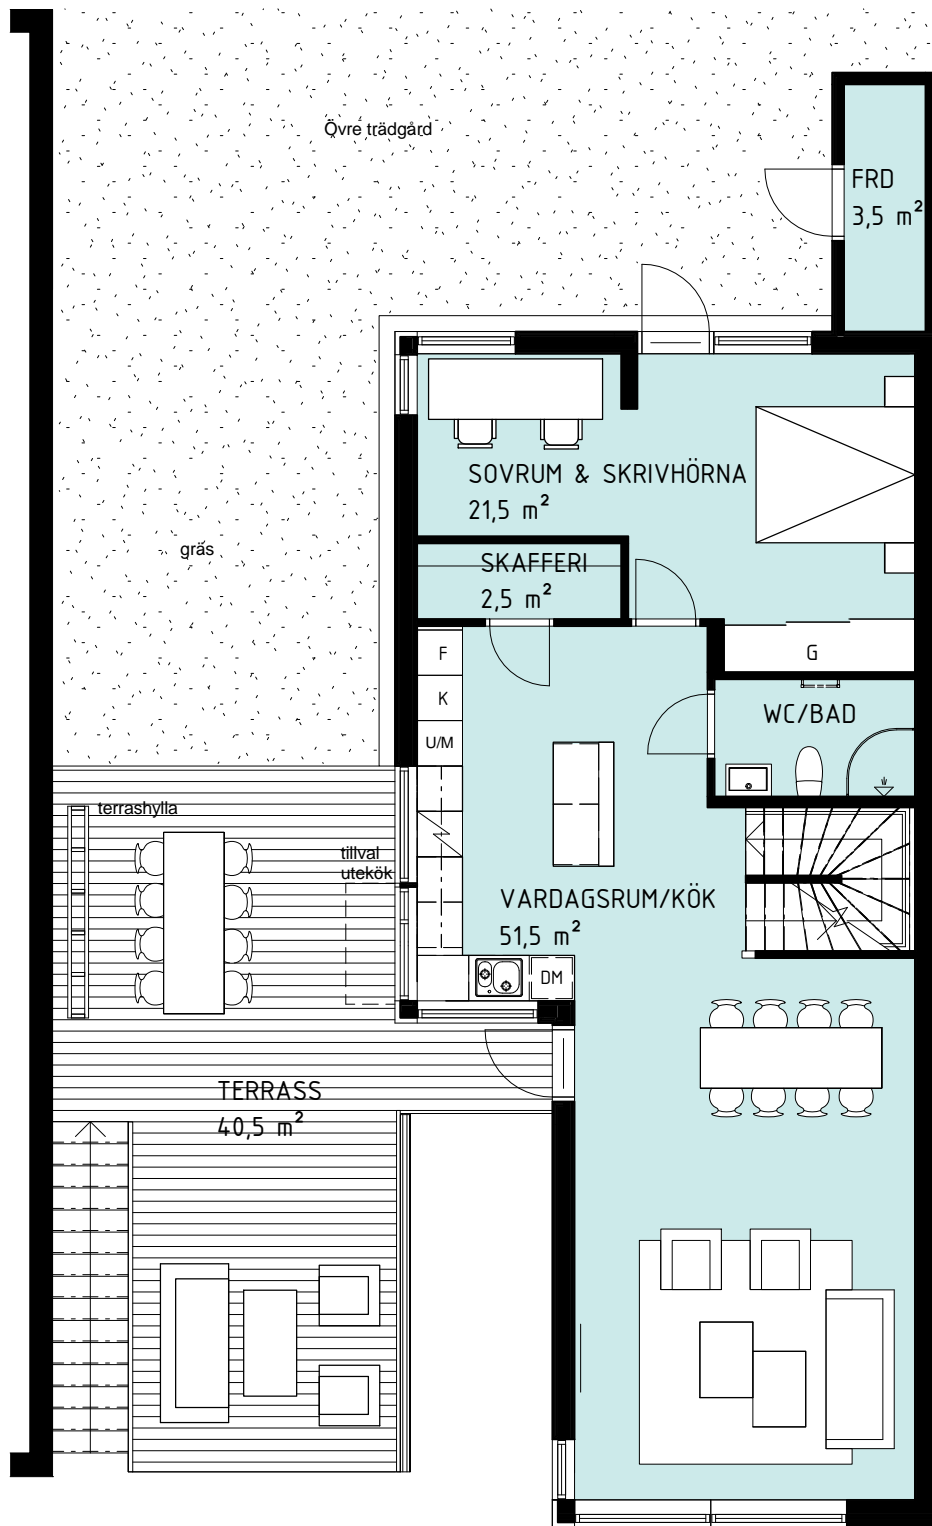 Övre trädgård
FRD
3,5 m²
SOVRUM & SKRIVHÖRNA
21,5 m²
gräs
SKAFFERI
2,5 m²
F
G
K
WC/BAD
U/M
terrashylla
tillval
utekök
VARDAGSRUM/KÖK
51,5 m²
DM
TERRASS
40,5 m²